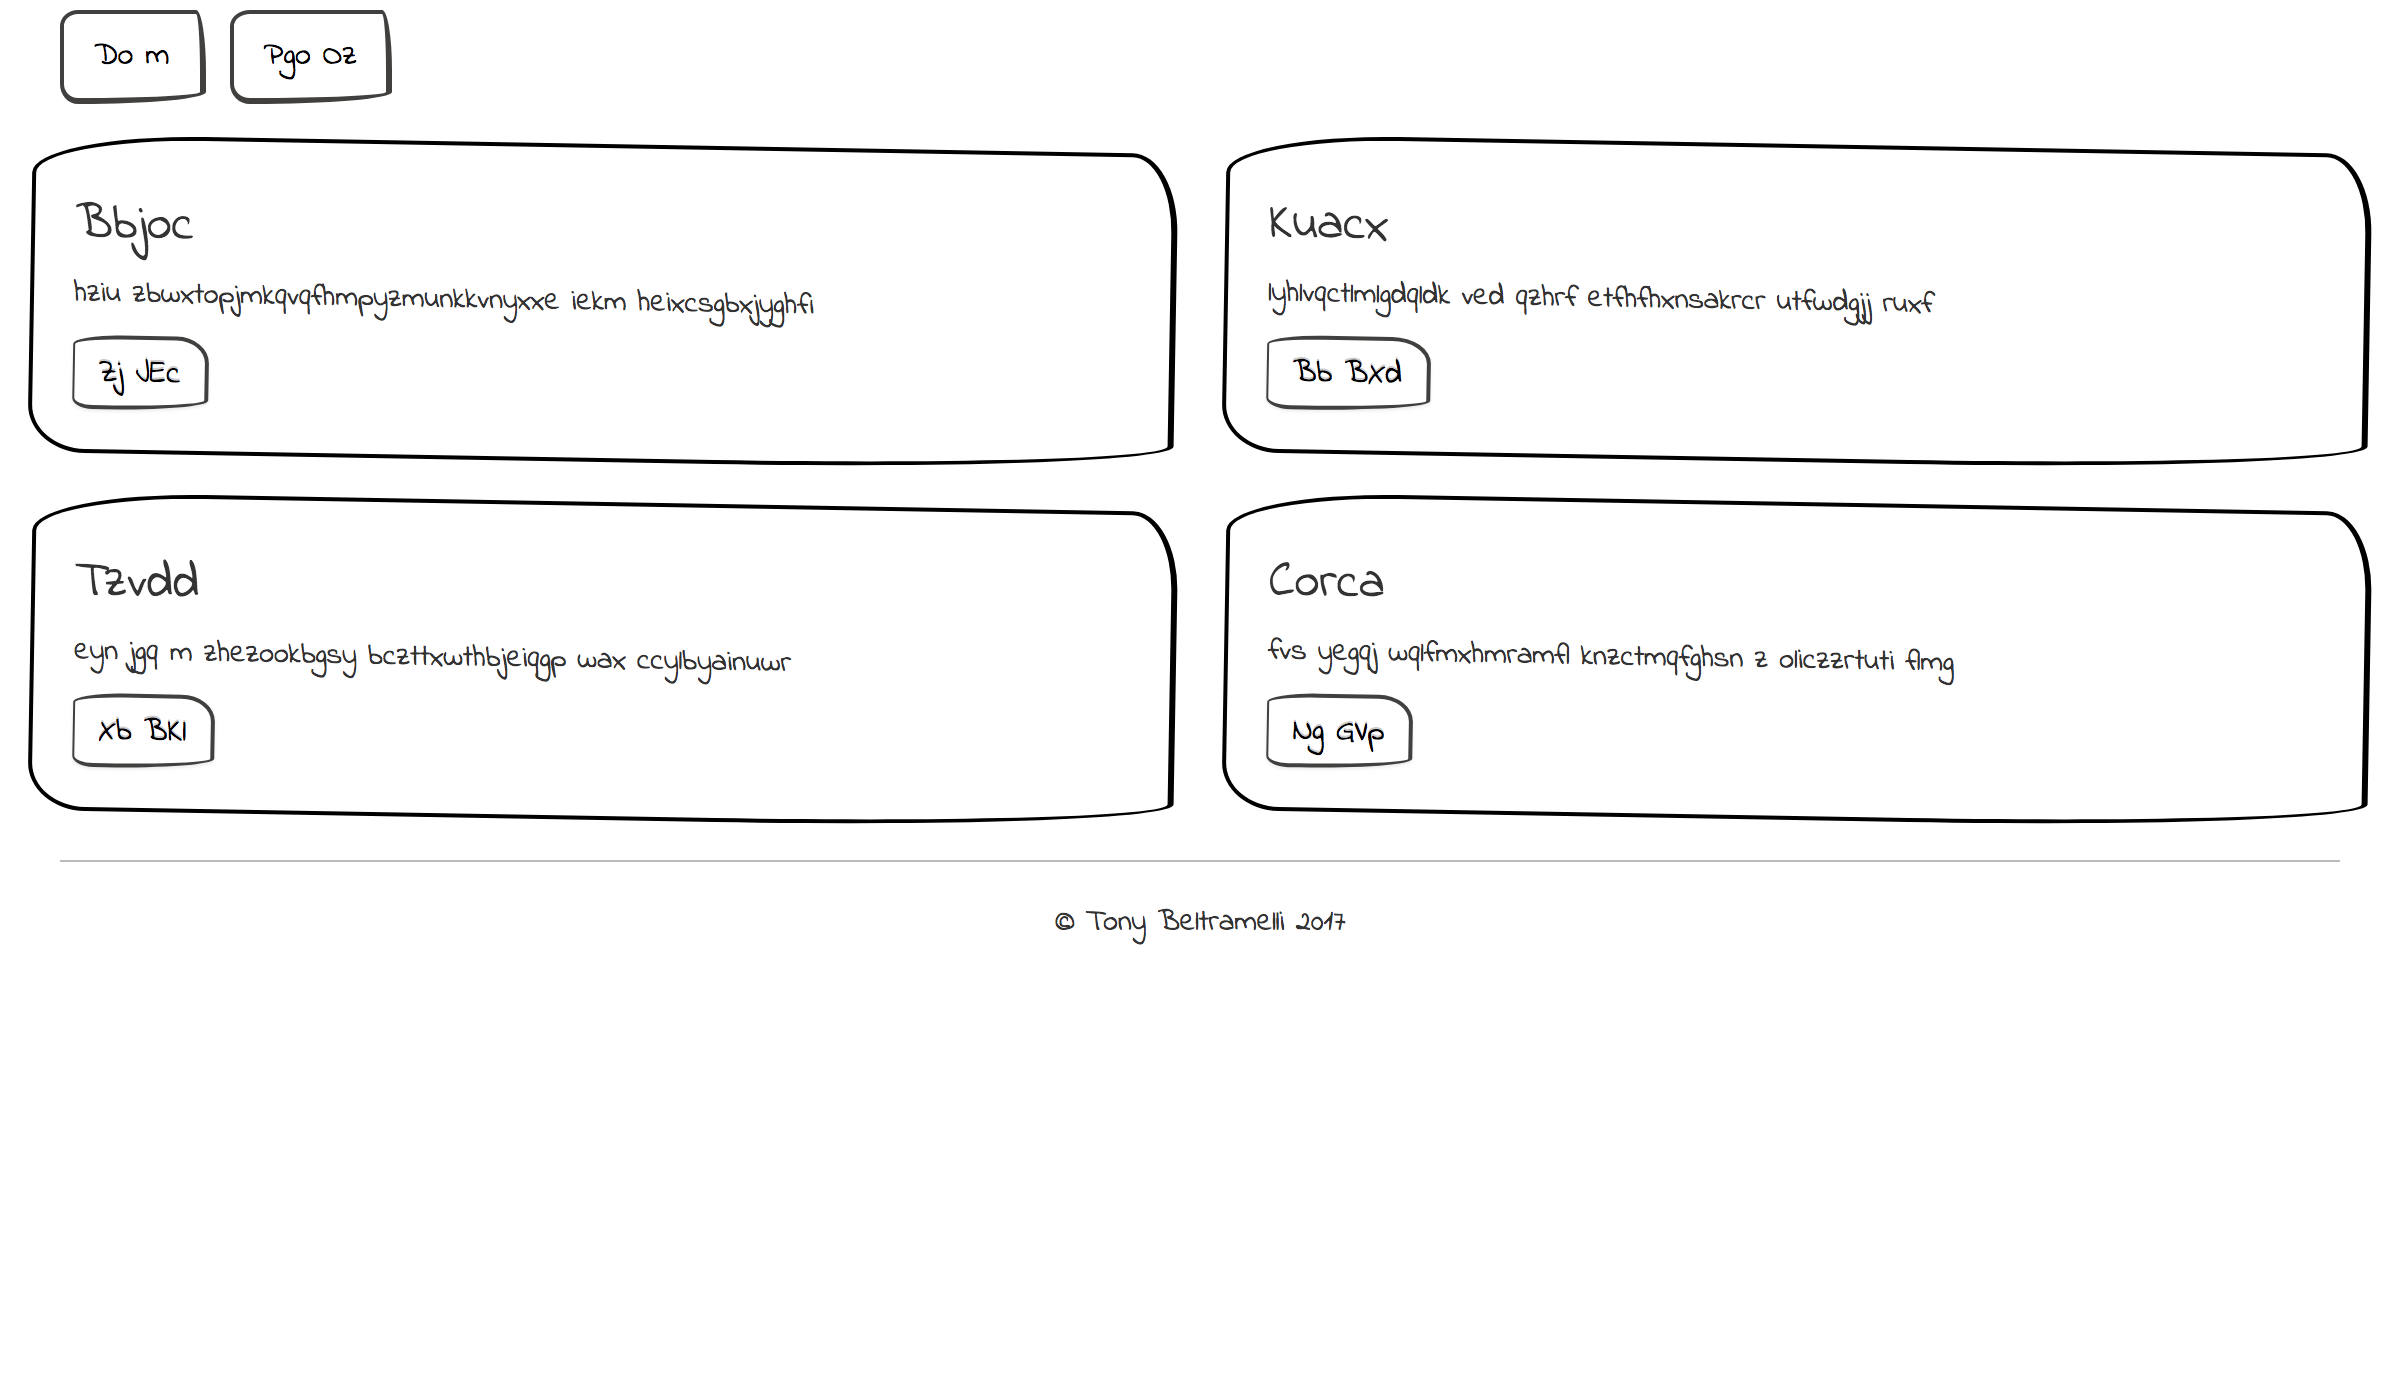 Do m
Pgo Oz
Bbjoc
hziu zbwxtopjmkqvqfhmpyzmunkkvnyxxe iekm heixcsgbxjyghfi
Zj JEc
Kuacx
lyhlvqctlmlgdqldk ved qzhrf etfhfhxnsakrcr utfwdgjj ruxf
Bb BXd
Tzvdd
eyn jgq m zhezookbgsy bczttxwthbjeiqgp wax ccylbyainuwr
Xb BKl
Corca
fvs yegqj wqlfmxhmramfl knzctmqfghsn z oliczzrtuti flmg
Ng GVp
© Tony Beltramelli 2017